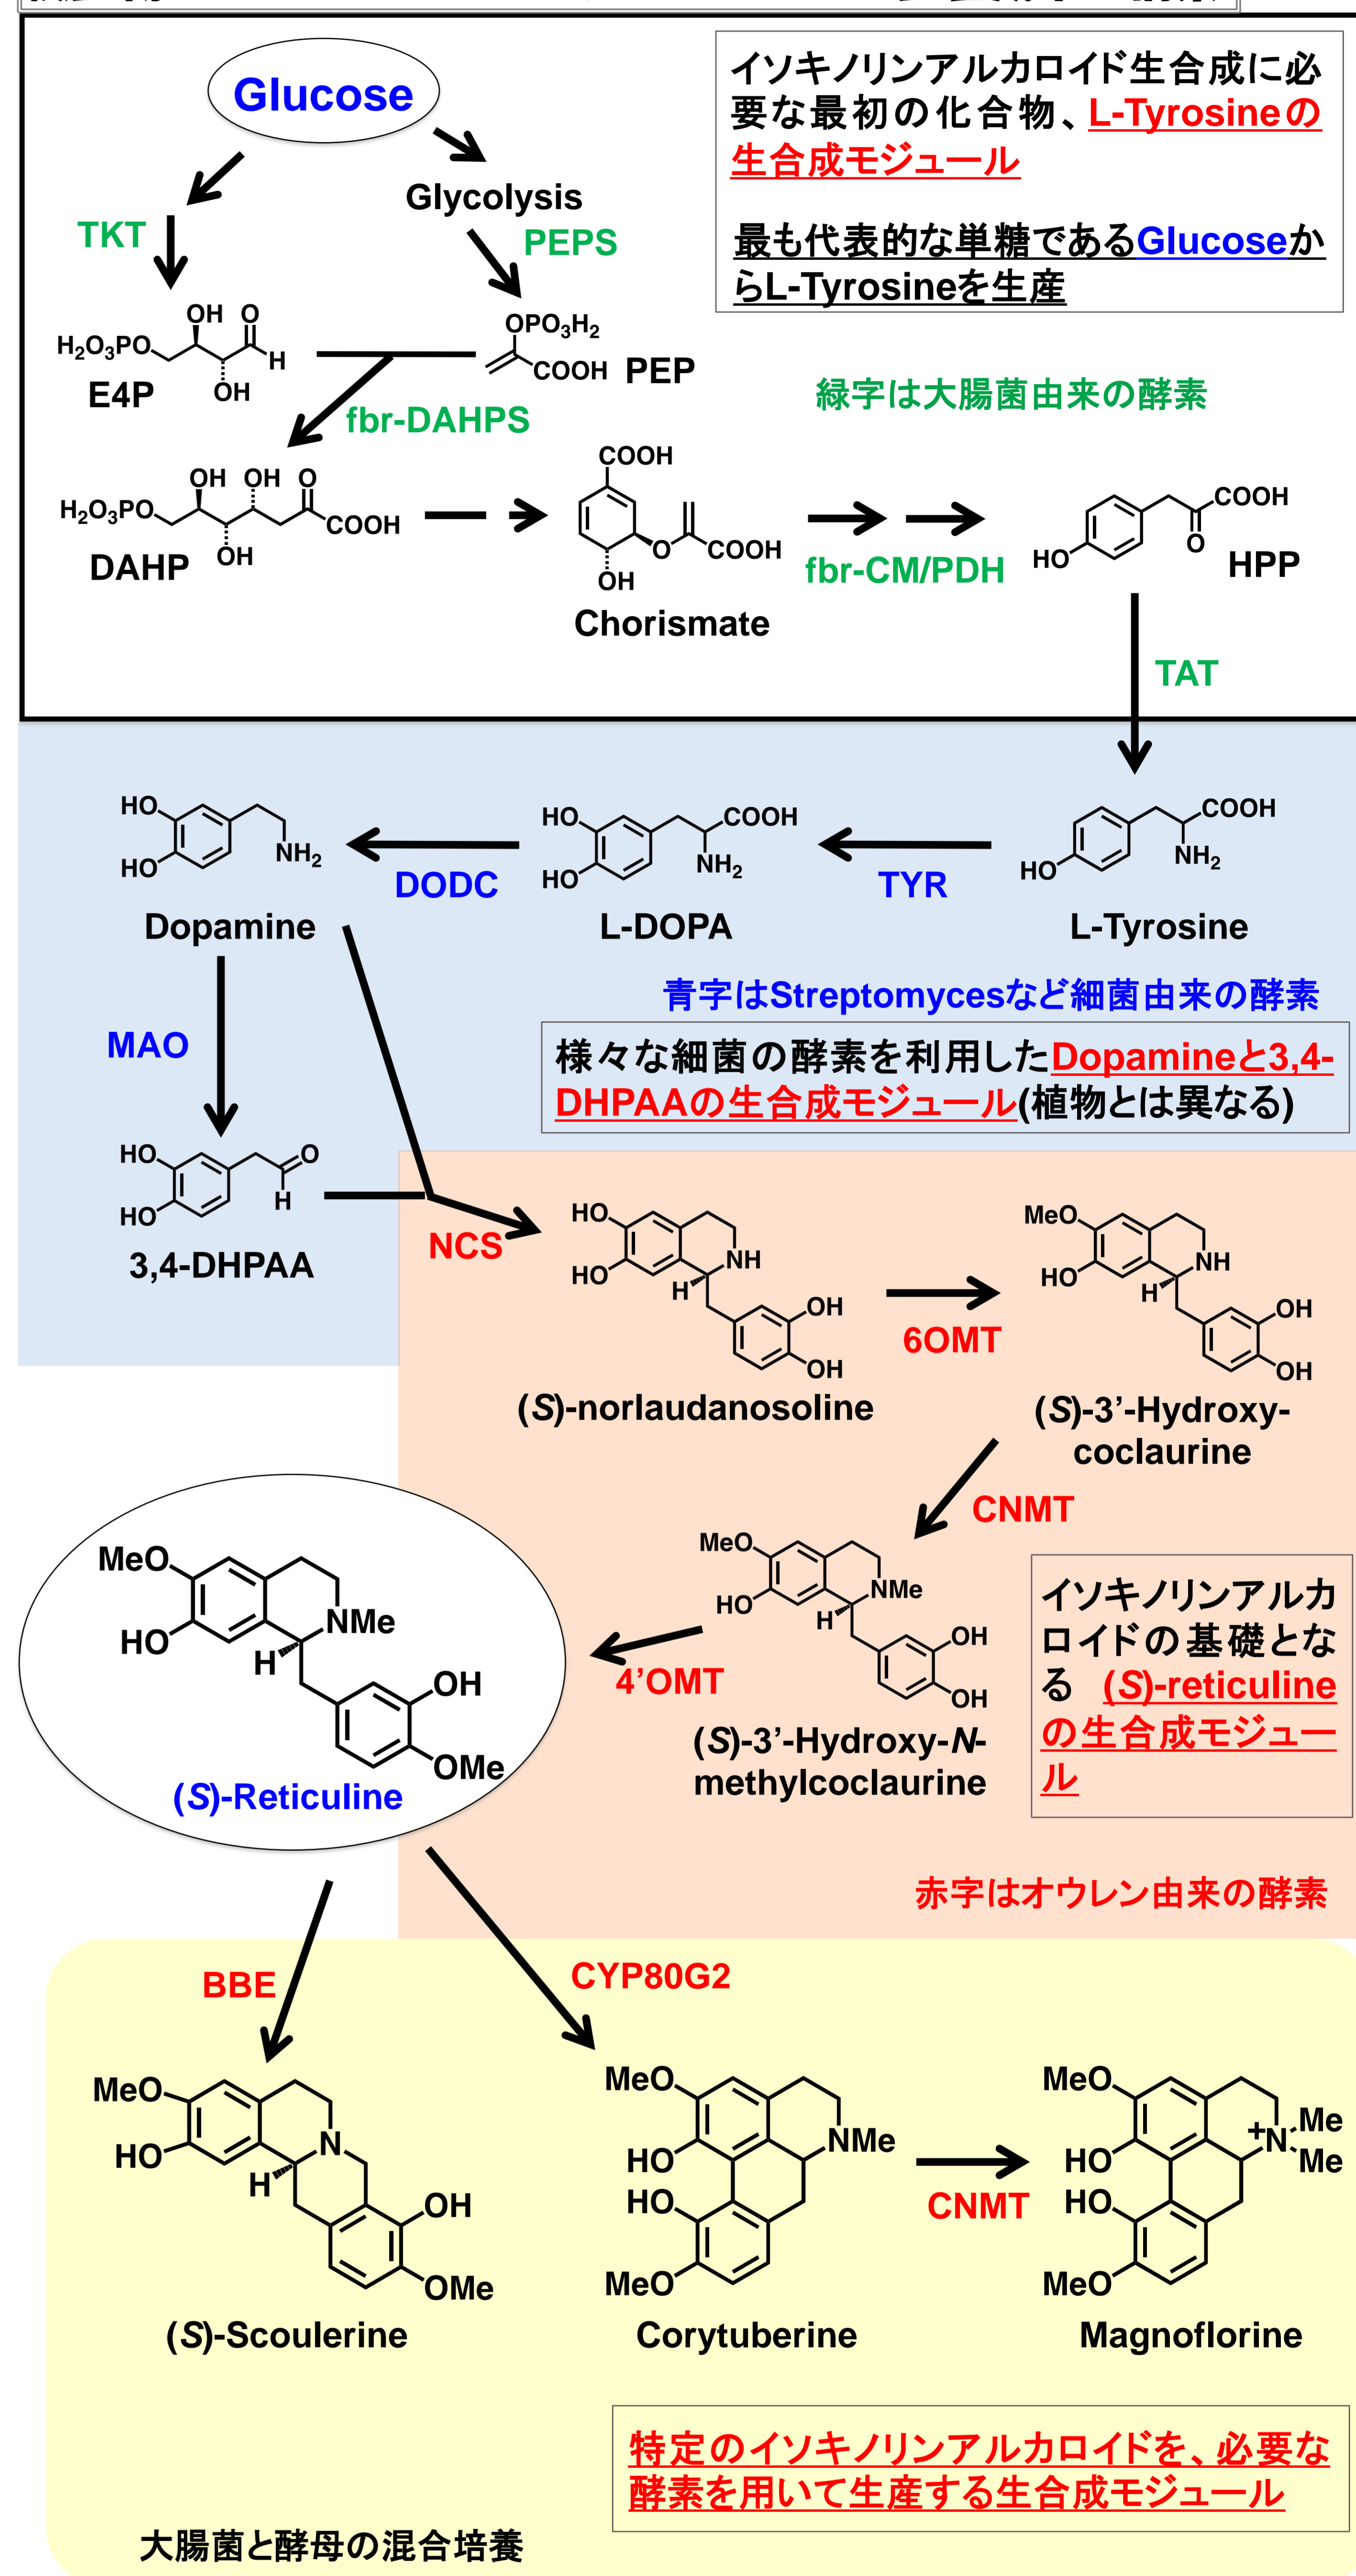 Glucose
イソキノリンアルカロイド生合成に必
要な最初の化合物、L-Tyrosineの
生合成モジュール
最も代表的な単糖であるGlucoseか
らL-Tyrosineを生産
Glycolysis
TKT
PEPS
OH O
H₂O₃PO
H
OH
E4P
OPO₃H₂
COOH
PEP
緑字は大腸菌由来の酵素
fbr-DAHPS
OH OH O
H₂O₃PO
COOH
OH
DAHP
COOH
O
COOH
OH
Chorismate
fbr-CM/PDH
COOH
O
HO
HPP
TAT
HO
HO
NH₂
Dopamine
DODC
HO
HO
COOH
NH₂
L-DOPA
TYR
COOH
NH₂
HO
L-Tyrosine
青字はStreptomycesなど細菌由来の酵素
MAO
様々な細菌の酵素を利用したDopamineと3,4-
DHPAAの生合成モジュール(植物とは異なる)
HO
HO
O
H
3,4-DHPAA
NCS
HO
HO
NH
H
OH
OH
(S)-norlaudanosoline
6OMT
MeO
HO
NH
H
OH
OH
(S)-3’-Hydroxy-
coclaurine
CNMT
MeO
HO
NMe
H
OH
OH
(S)-3’-Hydroxy-N-
methylcoclaurine
イソキノリンアルカ
ロイドの基礎とな
る (S)-reticuline
の生合成モジュー
ル
4’OMT
MeO
HO
NMe
H
OH
OMe
(S)-Reticuline
赤字はオウレン由来の酵素
BBE
CYP80G2
MeO
HO
N
H
OH
OMe
(S)-Scoulerine
MeO
HO
NMe
HO
MeO
Corytuberine
CNMT
MeO
HO
+N
Me
Me
HO
MeO
Magnoflorine
特定のイソキノリンアルカロイドを、必要な
酵素を用いて生産する生合成モジュール
大腸菌と酵母の混合培養